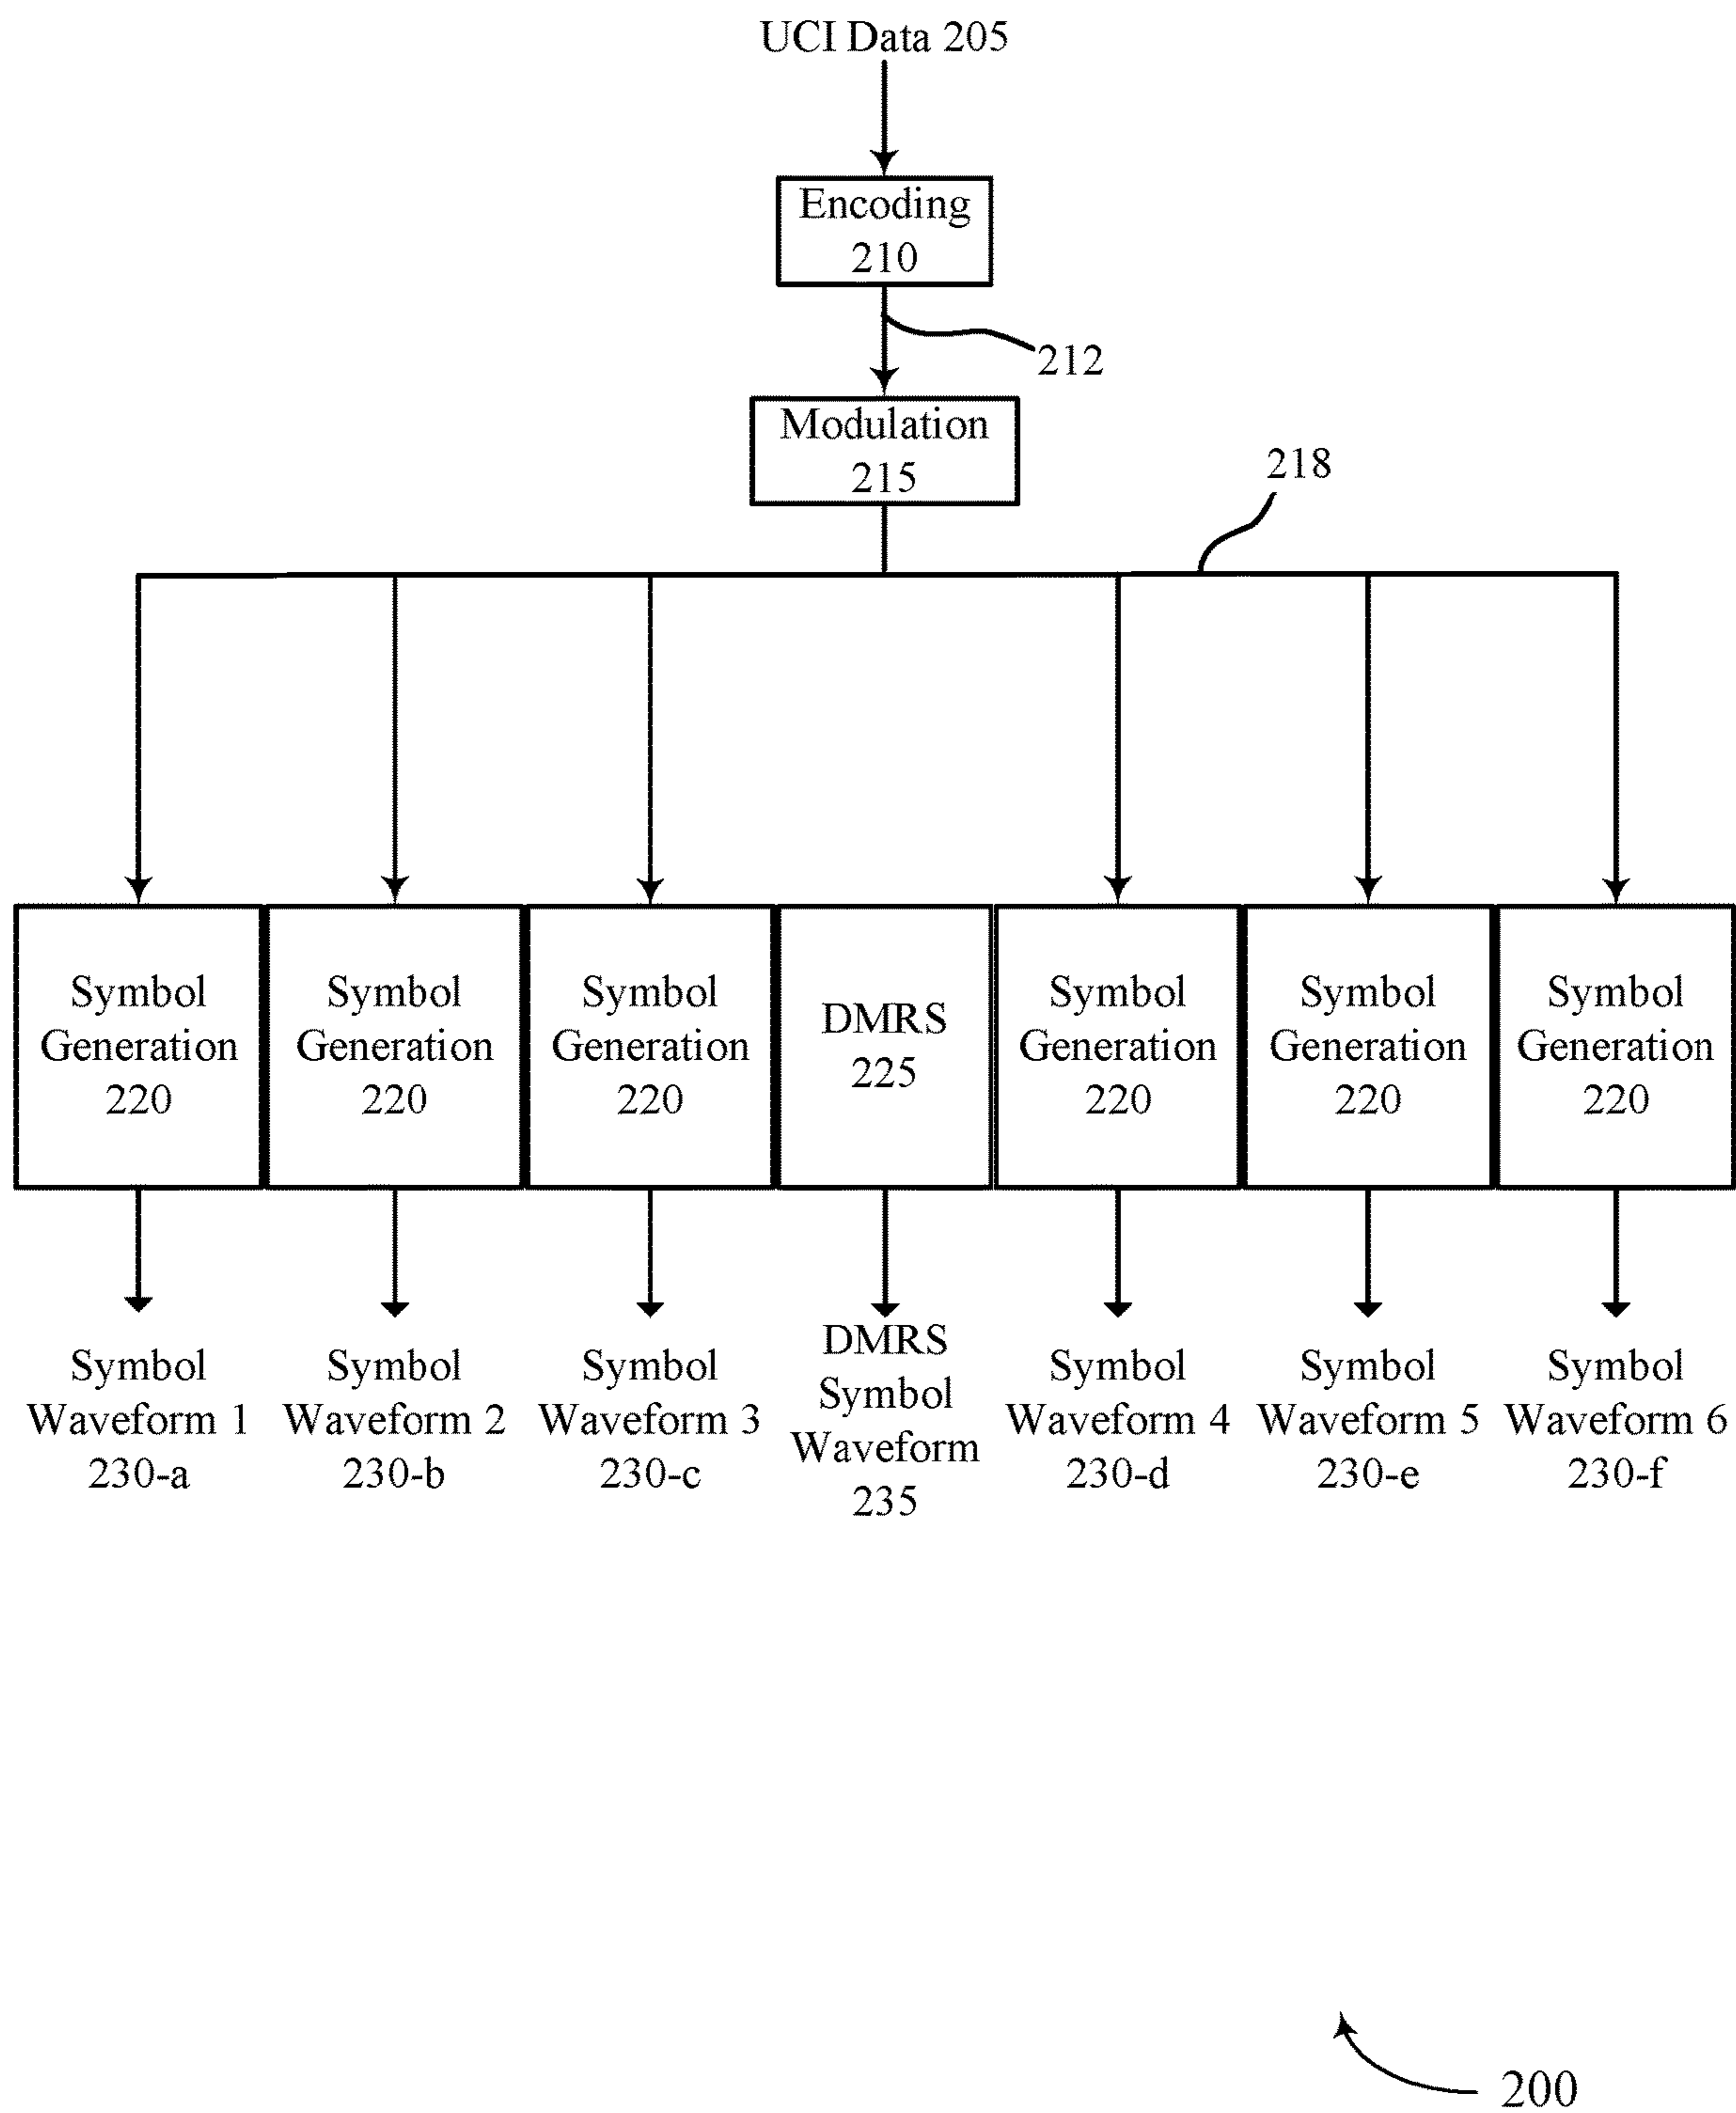 UCI Data 205
Encoding
210
212
Modulation
215
218
Symbol
Generation
220
Symbol
Generation
220
Symbol
Generation
220
DMRS
225
Symbol
Generation
220
Symbol
Generation
220
Symbol
Generation
220
Symbol
Waveform 1
230-a
Symbol
Waveform 2
230-b
Symbol
Waveform 3
230-c
DMRS
Symbol
Waveform
235
Symbol
Waveform 4
230-d
Symbol
Waveform 5
230-e
Symbol
Waveform 6
230-f
200